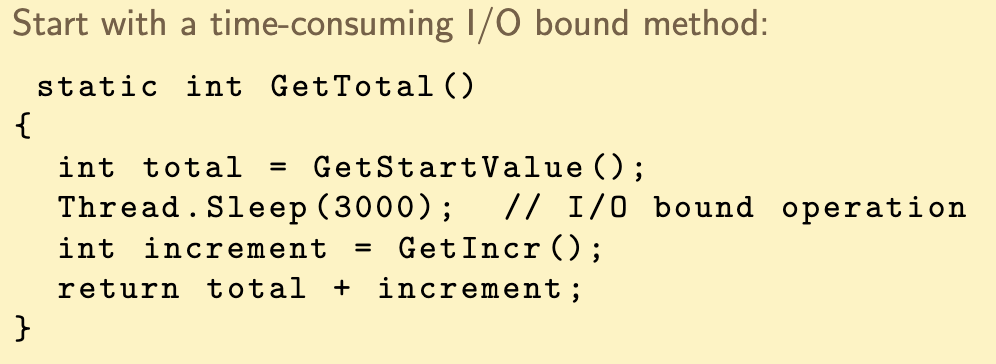 Start with a time-consuming I/O bound method:
static int GetTotal()
{
int total = GetStartValue();
Thread.Sleep(3000); // I/O bound operation
int increment = GetIncr();
return total + increment;
}